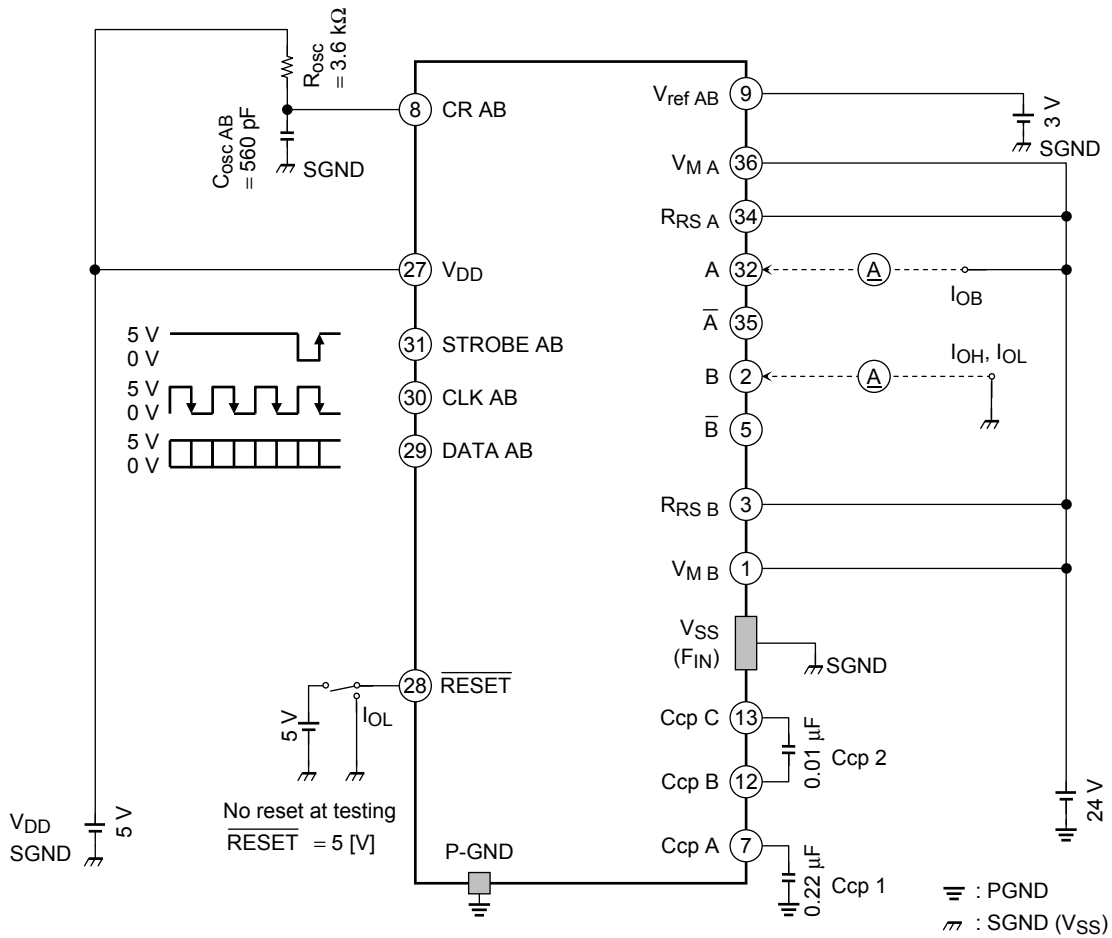 Rosc
= 3.6 kΩ
Cosc AB
= 560 pF
SGND
8 CR AB
Vref AB 9
3 V
SGND
VM A 36
RRS A 34
27 VDD
A 32
A
IOB
A̅ 35
5 V
0 V
31 STROBE AB
5 V
0 V
30 CLK AB
5 V
0 V
29 DATA AB
B 2
A
IOH, IOL
B̅ 5
RRS B 3
VM B 1
VSS
(FIN)
SGND
28 R̅E̅S̅E̅T̅
IOL
5 V
Ccp C 13
0.01 μF
Ccp 2
Ccp B 12
No reset at testing
R̅E̅S̅E̅T̅ = 5 [V]
VDD
SGND
5 V
24 V
P-GND
Ccp A 7
0.22 μF
Ccp 1
: PGND
: SGND (VSS)